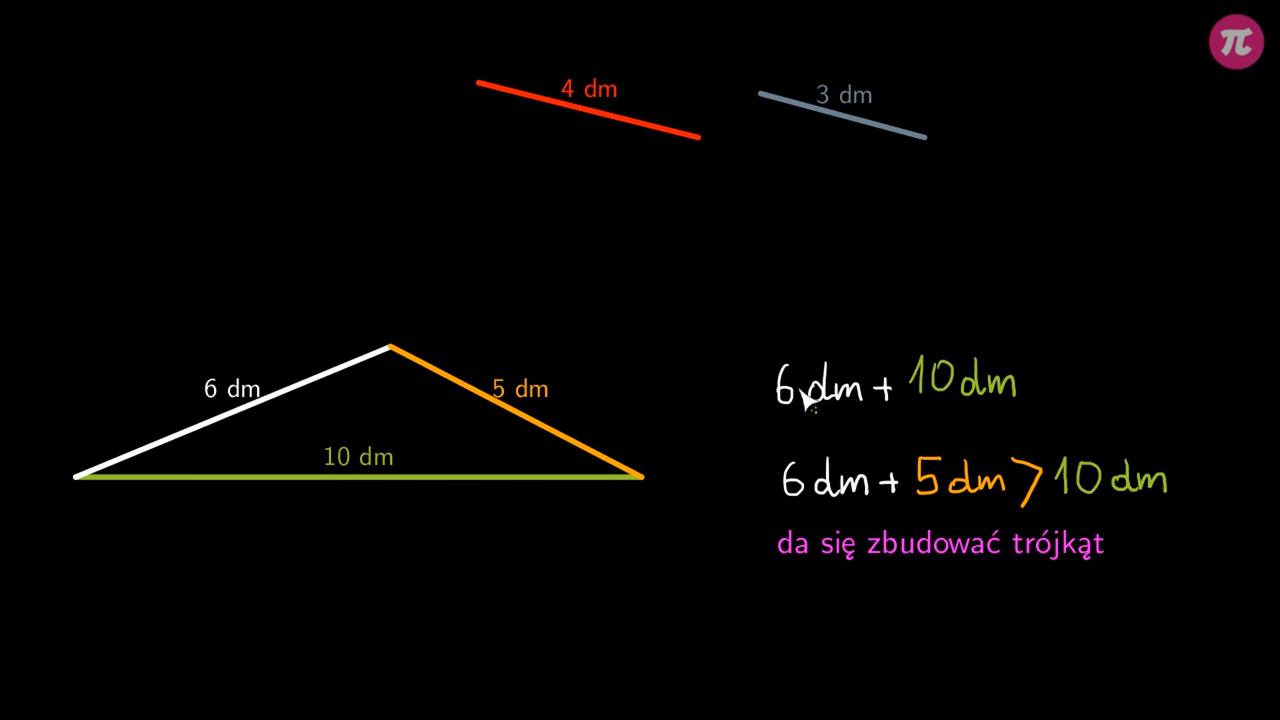 π
4 dm
3 dm
6 dm
5 dm
10 dm
6 dm + 10 dm
6 dm + 5 dm > 10 dm
da się zbudować trójkąt